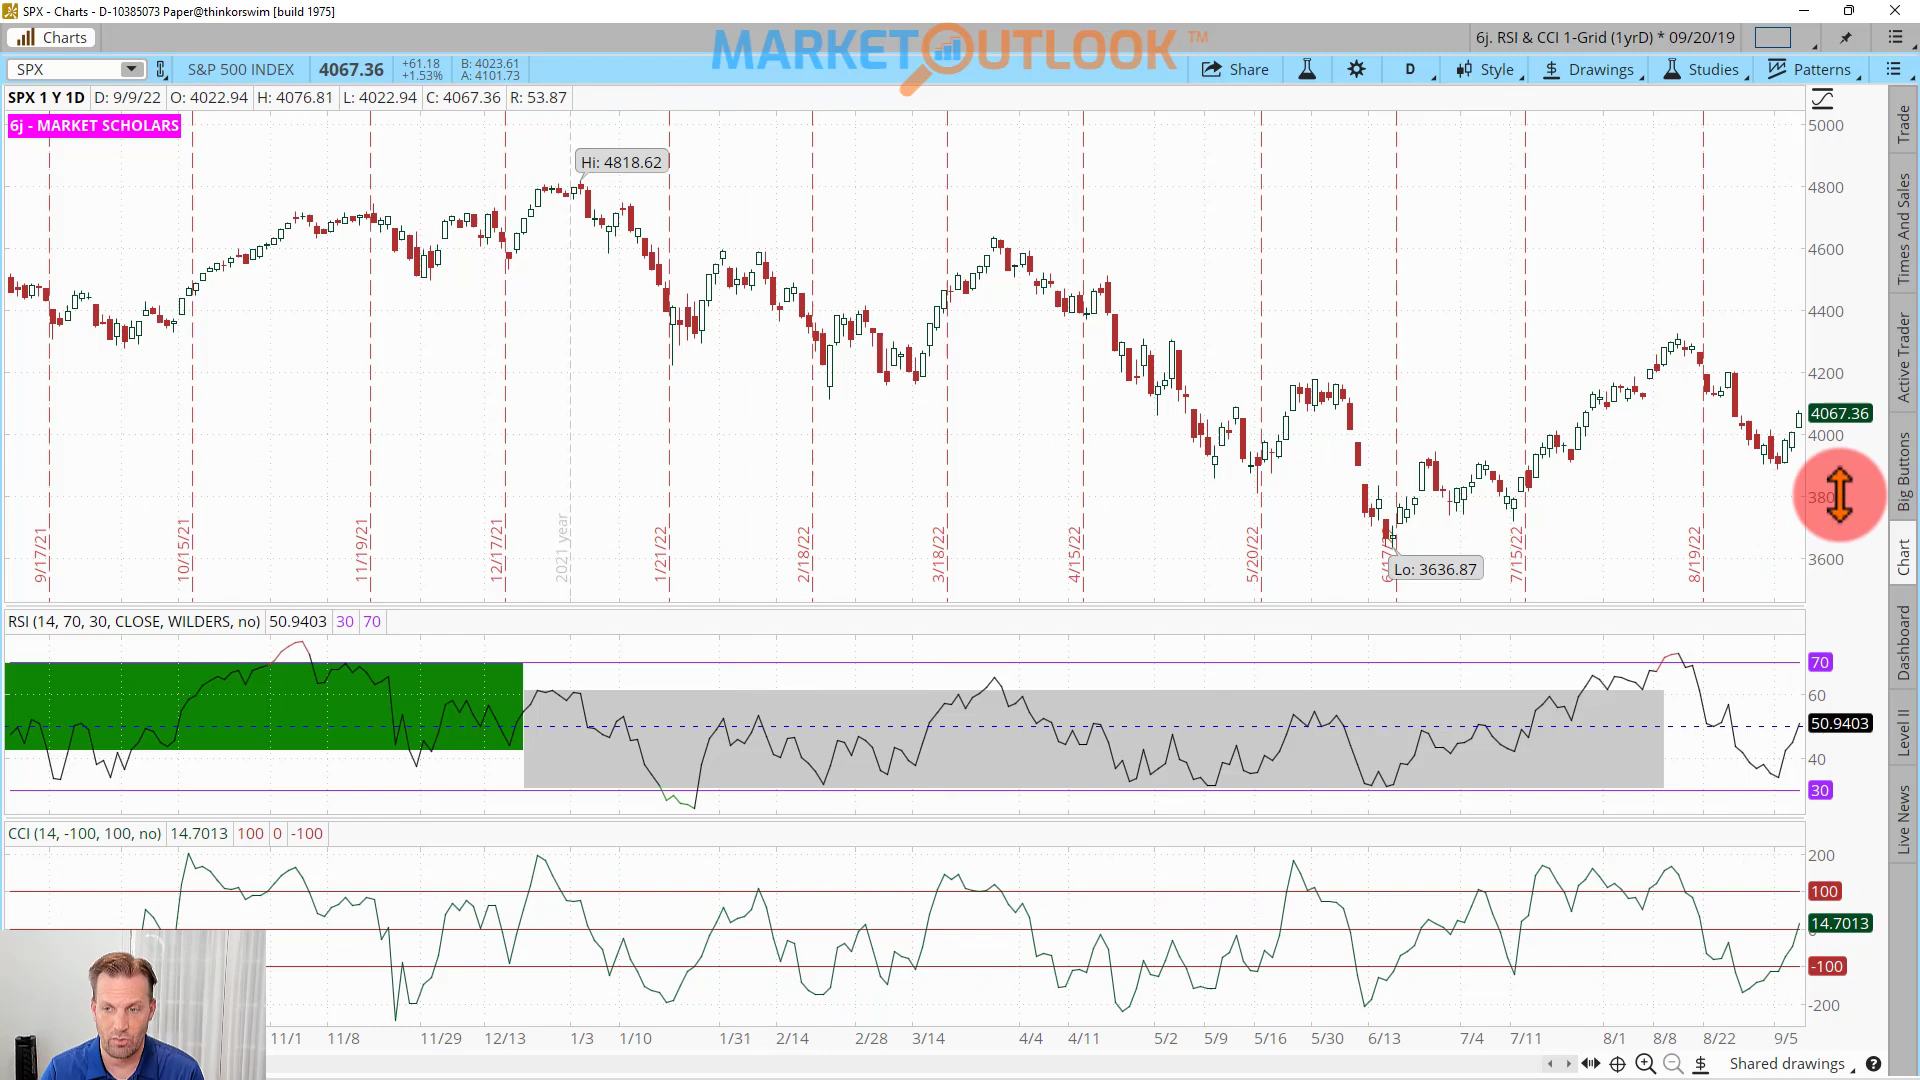 SPX - Charts - D-10385073 Paper@thinkorswim [build 1975]
Charts
MARKETOUTLOOK TM
6j. RSI & CCI 1-Grid (1yrD) * 09/20/19
SPX
S&P 500 INDEX
4067.36
+61.18
+1.53%
B: 4023.61
A: 4101.73
Share
D
Style
$ Drawings
Studies
Patterns
SPX 1 Y 1D D: 9/9/22 O: 4022.94 H: 4076.81 L: 4022.94 C: 4067.36 R: 53.87
6j - MARKET SCHOLARS
Hi: 4818.62
Lo: 3636.87
5000
4800
4600
4400
4200
4067.36
4000
3600
9/17/21
10/15/21
11/19/21
12/17/21
2021 year
1/21/22
2/18/22
3/18/22
4/15/22
5/20/22
7/15/22
8/19/22
RSI (14, 70, 30, CLOSE, WILDERS, no) 50.9403 30 70
70
60
50.9403
40
30
CCI (14, -100, 100, no) 14.7013 100 0 -100
200
100
14.7013
-100
-200
11/1 11/8 11/29 12/13 1/3 1/10 1/31 2/14 2/28 3/14 4/4 4/11 5/2 5/9 5/16 5/30 6/13 7/4 7/11 8/1 8/8 8/22 9/5
$ Shared drawings ?
Trade
Times And Sales
Active Trader
Big Buttons
Chart
Dashboard
Level II
Live News